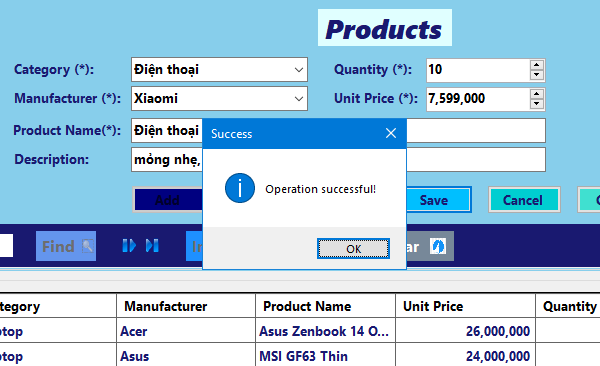 Products
Category (*): Điện thoại Quantity (*): 10
Manufacturer (*): Xiaomi Unit Price (*): 7,599,000
Product Name(*): Điện thoại
Description: mỏng nhẹ,
Success
Operation successful!
OK
Add Save Cancel
Find
Category Manufacturer Product Name Unit Price Quantity
Acer Asus Zenbook 14 O... 26,000,000
Asus MSI GF63 Thin 24,000,000